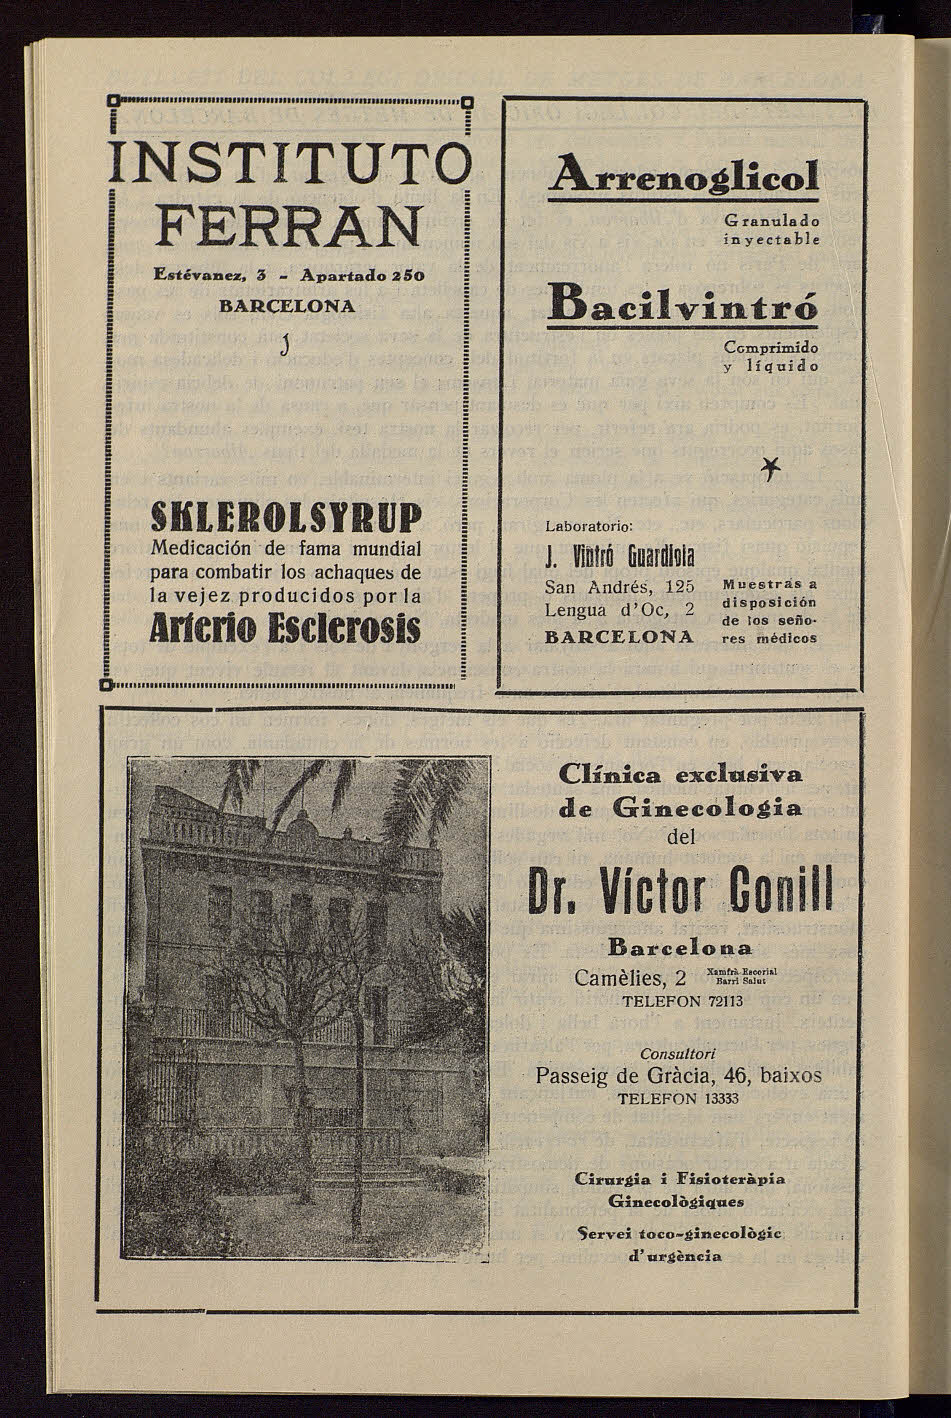 INSTITUTO
FERRAN
Estévanez, 3 - Apartado 250
BARCELONA
SKLEROLSYRUP
Medicación de fama mundial
para combatir los achaques de
la vejez producidos por la
Arterio Esclerosis
Arrenoglicol
Granulado
inyectable
Bacilvintró
Comprimido
y líquido
Laboratorio:
J. Vintró Guardiola
San Andrés, 125
Lengua d'Oc, 2
BARCELONA
Muestras a
disposición
de los seño-
res médicos
Clínica exclusiva
de Ginecología
del
Dr. Víctor Conill
Barcelona
Camèlies, 2 Xamfrà Escorial
Barri Salut
TELEFON 72113
Consultori
Passeig de Gràcia, 46, baixos
TELEFON 13333
Cirurgia i Fisioteràpia
Ginecològiques
Servei toco-ginecològic
d'urgència